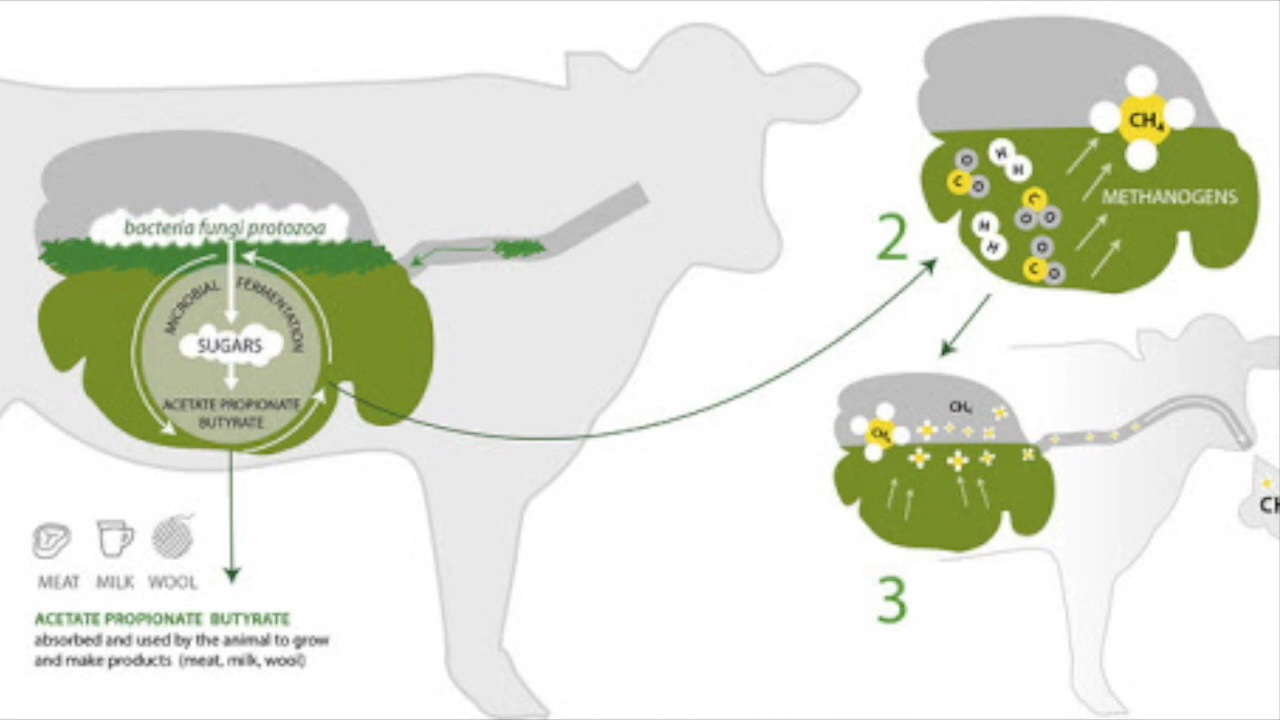 bacteria fungi protozoa
MICROBIAL FERMENTATION
SUGARS
ACETATE PROPIONATE
BUTYRATE
MEAT MILK WOOL
ACETATE PROPIONATE BUTYRATE
absorbed and used by the animal to grow
and make products (meat, milk, wool)
2
CH₄
METHANOGENS
O
C
O
H
H
C
O
O
H
H
O
C
O
3
CH₄
CH₄
CH